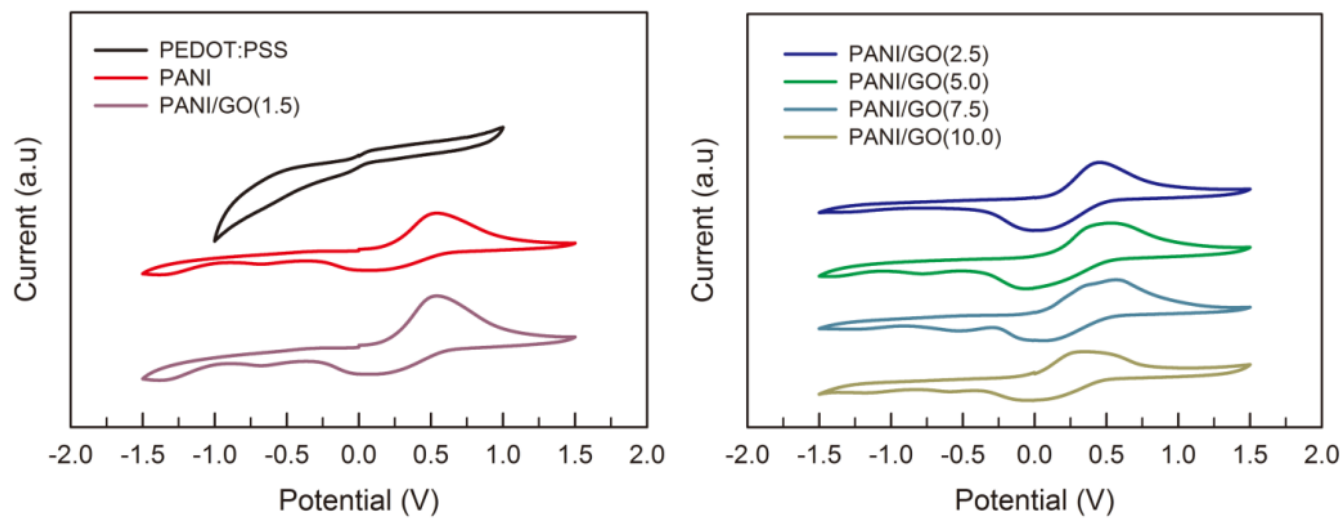 PEDOT:PSS
PANI
PANI/GO(1.5)
Current (a.u)
-2.0 -1.5 -1.0 -0.5 0.0 0.5 1.0 1.5 2.0
Potential (V)
PANI/GO(2.5)
PANI/GO(5.0)
PANI/GO(7.5)
PANI/GO(10.0)
Current (a.u)
-2.0 -1.5 -1.0 -0.5 0.0 0.5 1.0 1.5 2.0
Potential (V)